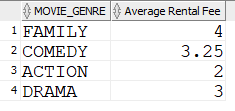 MOVIE_GENRE Average Rental Fee
1 FAMILY 4
2 COMEDY 3.25
3 ACTION 2
4 DRAMA 3